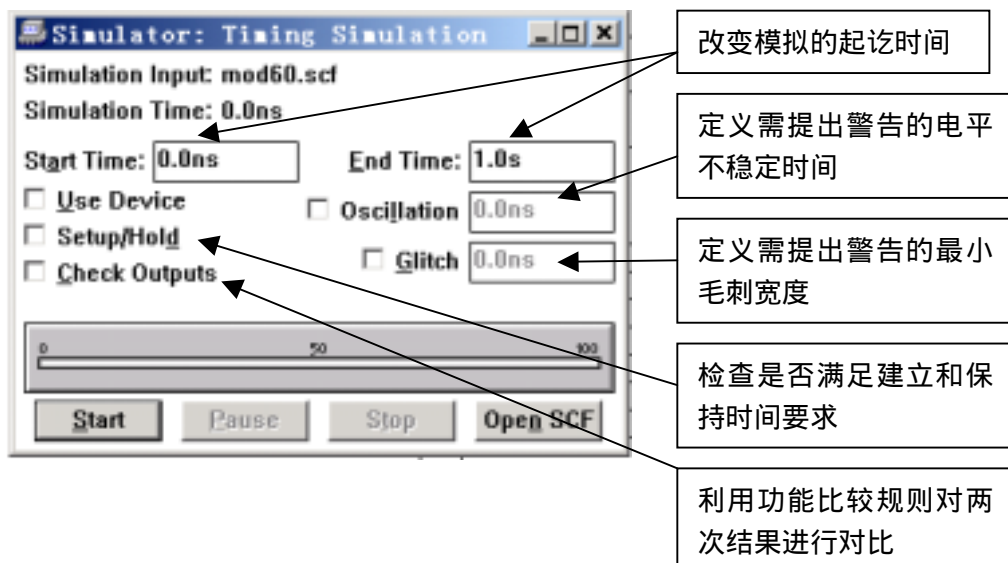 Simulator: Timing Simulation
Simulation Input: mod60.scf
Simulation Time: 0.0ns
Start Time: 0.0ns End Time: 1.0s
Use Device Oscillation 0.0ns
Setup/Hold
Glitch 0.0ns
Check Outputs
0 50 100
Start Pause Stop Open SCF
改变模拟的起讫时间
定义需提出警告的电平
不稳定时间
定义需提出警告的最小
毛刺宽度
检查是否满足建立和保
持时间要求
利用功能比较规则对两
次结果进行对比